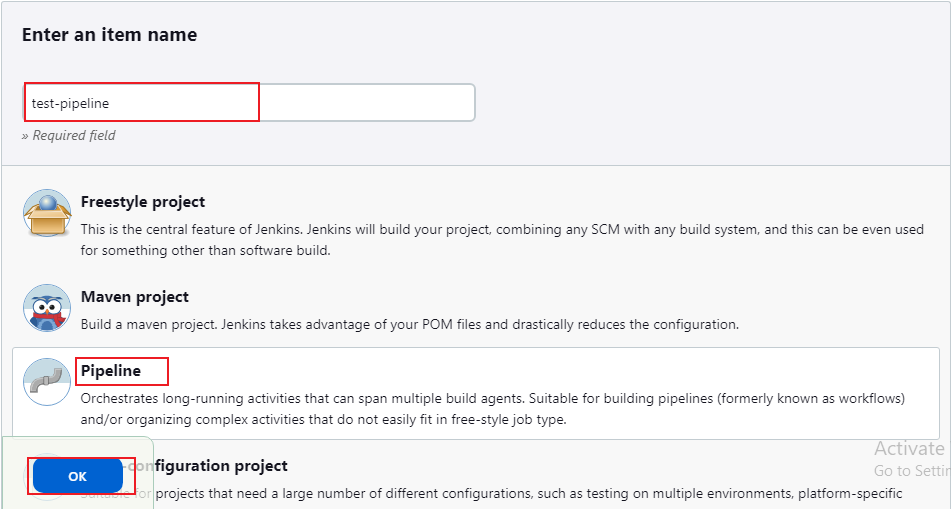 Enter an item name
test-pipeline
» Required field
Freestyle project
This is the central feature of Jenkins. Jenkins will build your project, combining any SCM with any build system, and this can be even used
for something other than software build.
Maven project
Build a maven project. Jenkins takes advantage of your POM files and drastically reduces the configuration.
Pipeline
Orchestrates long-running activities that can span multiple build agents. Suitable for building pipelines (formerly known as workflows)
and/or organizing complex activities that do not easily fit in free-style job type.
-configuration project
OK
for projects that need a large number of different configurations, such as testing on multiple environments, platform-specific
Activate
Go to Settin